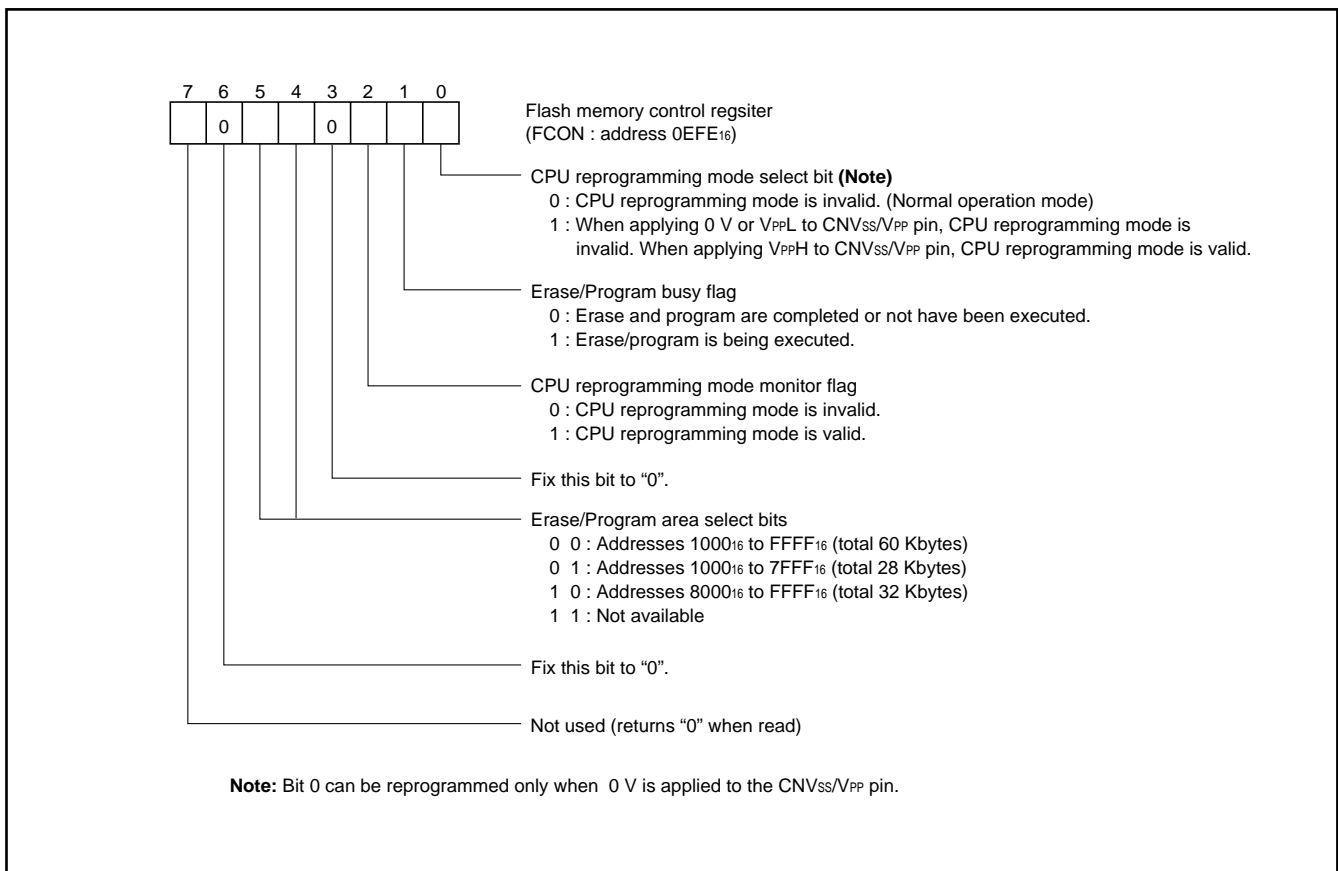 7 6 5 4 3 2 1 0
0 0
Flash memory control regsiter
(FCON : address 0EFE16)
CPU reprogramming mode select bit (Note)
0 : CPU reprogramming mode is invalid. (Normal operation mode)
1 : When applying 0 V or VPPL to CNVSS/VPP pin, CPU reprogramming mode is
invalid. When applying VPPH to CNVSS/VPP pin, CPU reprogramming mode is valid.
Erase/Program busy flag
0 : Erase and program are completed or not have been executed.
1 : Erase/program is being executed.
CPU reprogramming mode monitor flag
0 : CPU reprogramming mode is invalid.
1 : CPU reprogramming mode is valid.
Fix this bit to “0”.
Erase/Program area select bits
0 0 : Addresses 100016 to FFFF16 (total 60 Kbytes)
0 1 : Addresses 100016 to 7FFF16 (total 28 Kbytes)
1 0 : Addresses 800016 to FFFF16 (total 32 Kbytes)
1 1 : Not available
Fix this bit to “0”.
Not used (returns “0” when read)
Note: Bit 0 can be reprogrammed only when 0 V is applied to the CNVSS/VPP pin.